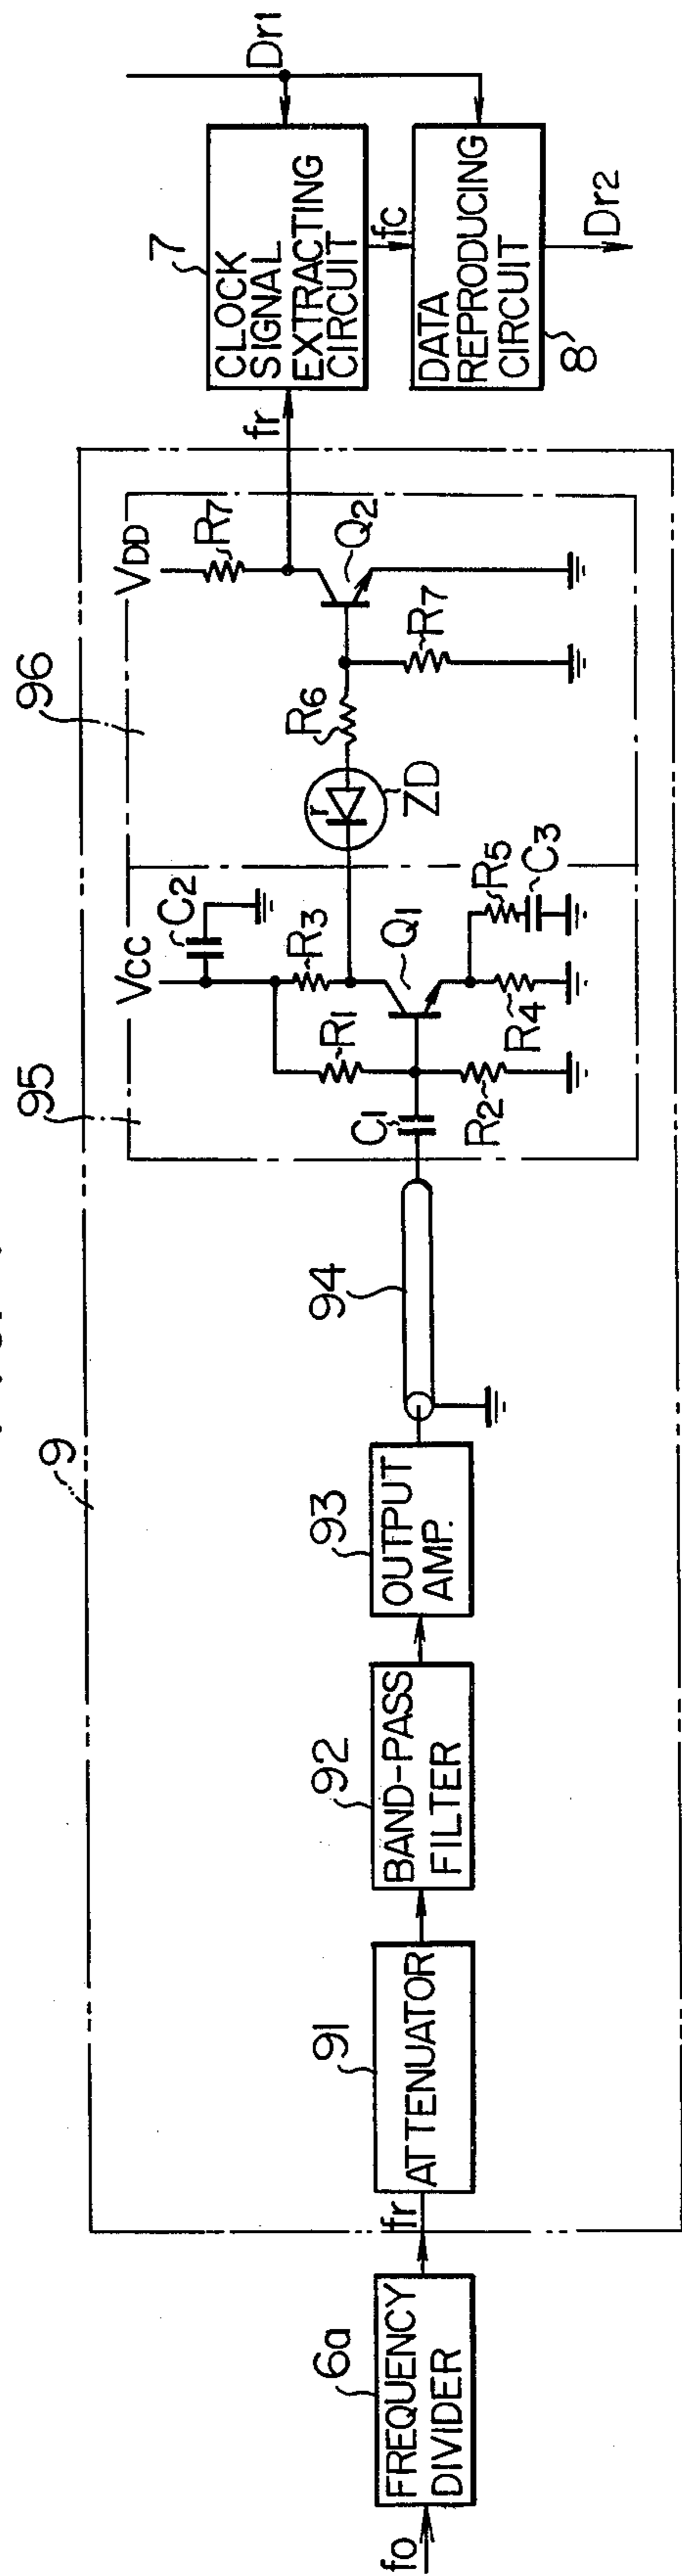 fo
6a
FREQUENCY
DIVIDER
fr
9
91
ATTENUATOR
92
BAND-PASS
FILTER
93
OUTPUT
AMP.
94
95
C1
VCC
C2
R1
R3
R2
Q1
R4
R5
C3
96
ZD
R6
VDD
R7
Q2
R7
fr
7
CLOCK
SIGNAL
EXTRACTING
CIRCUIT
fc
DATA
REPRODUCING
CIRCUIT
8
Dr1
Dr2